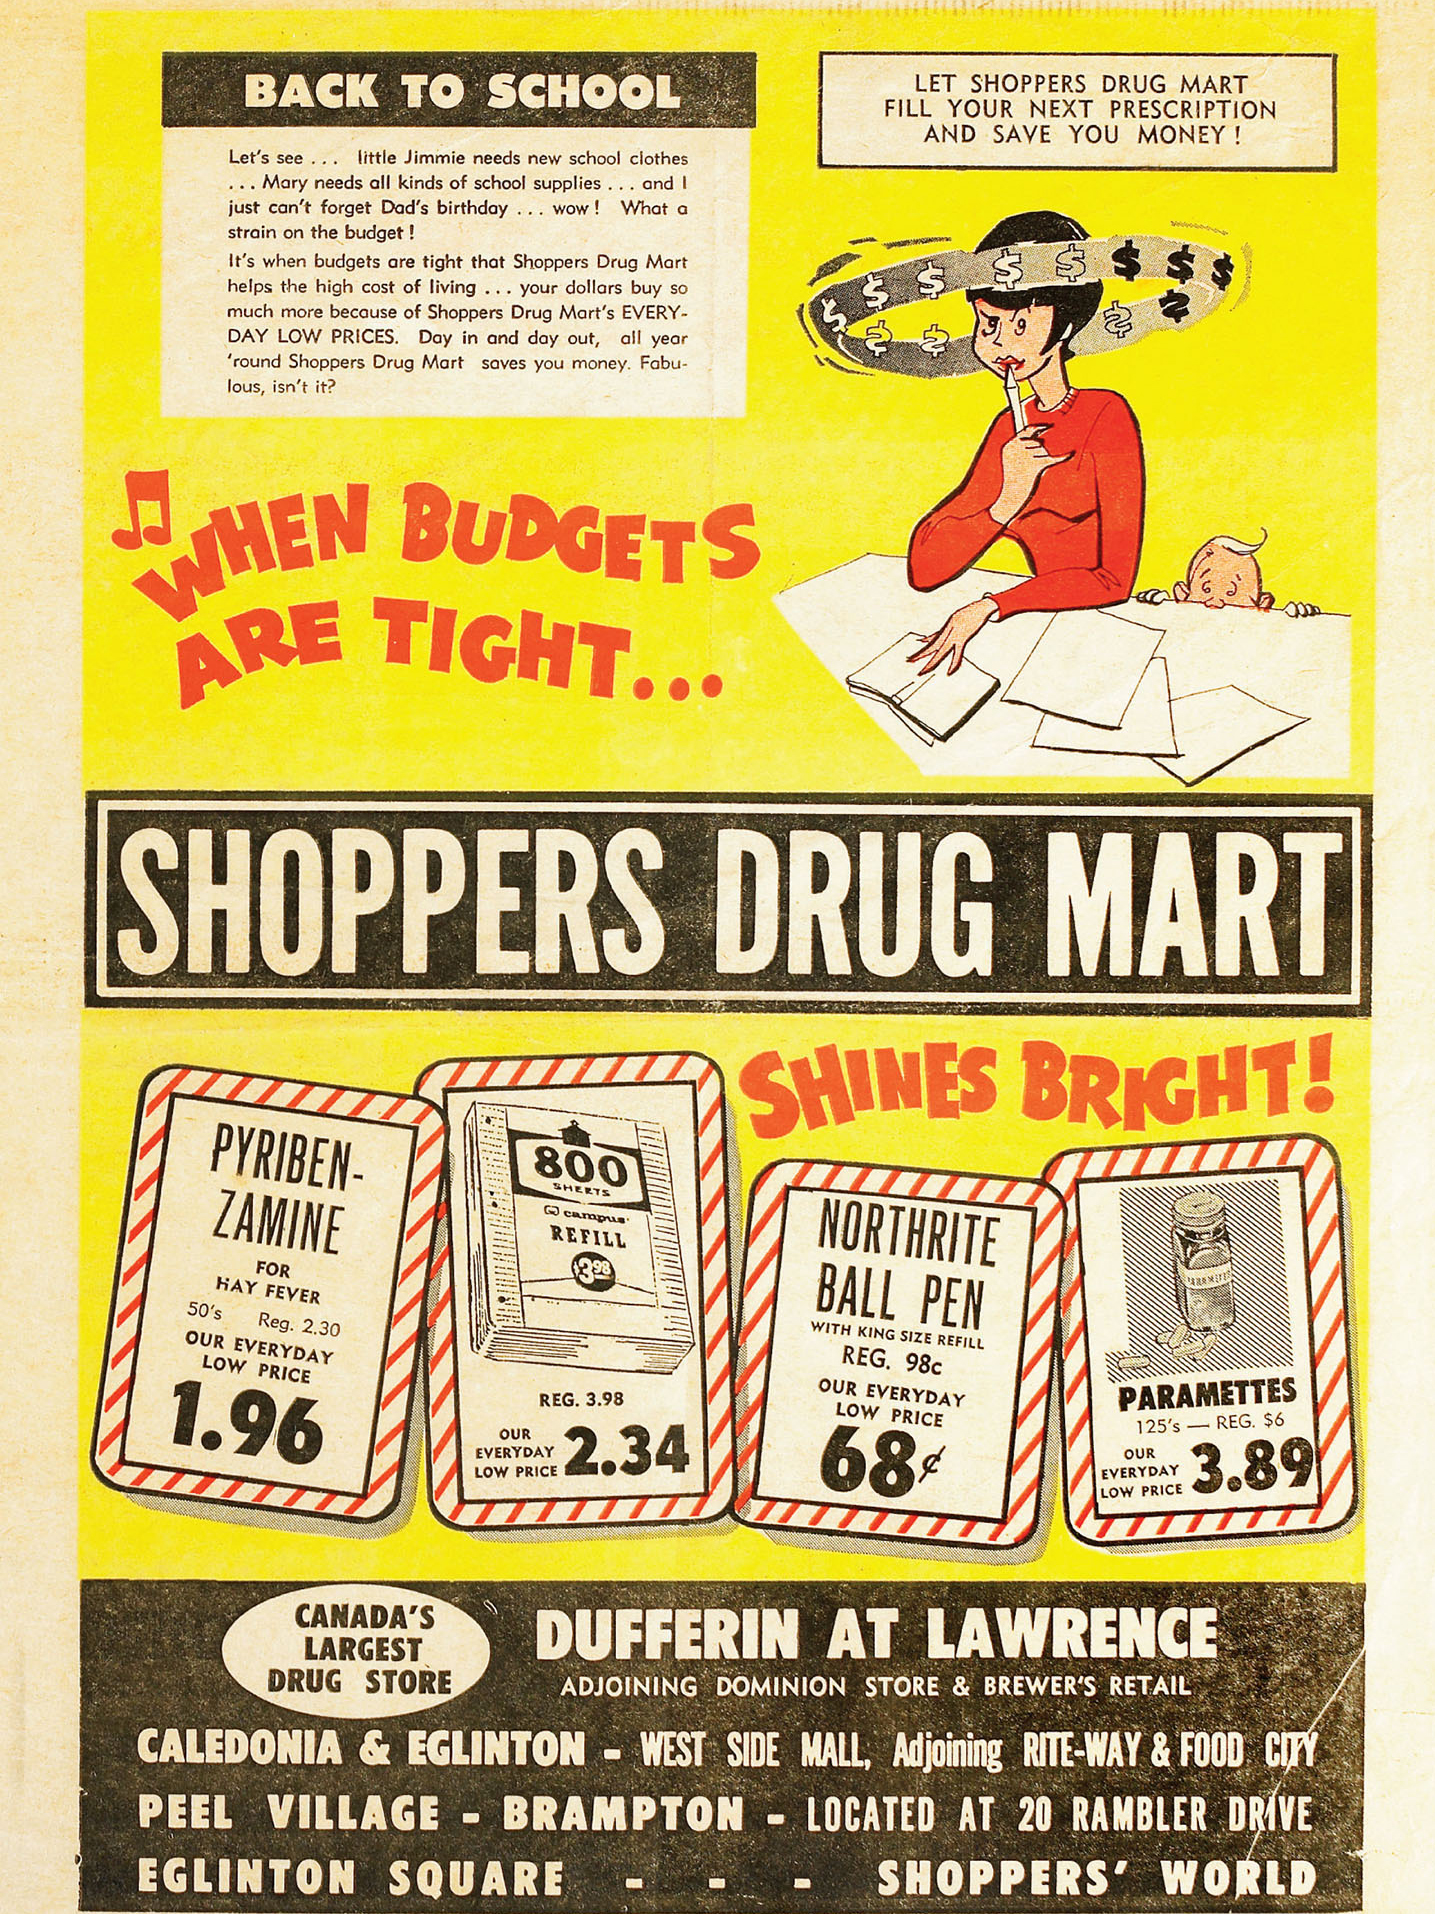 BACK TO SCHOOL
Let's see ... little Jimmie needs new school clothes
... Mary needs all kinds of school supplies ... and I
just can't forget Dad's birthday ... wow! What a
strain on the budget!
It's when budgets are tight that Shoppers Drug Mart
helps the high cost of living ... your dollars buy so
much more because of Shoppers Drug Mart's EVERY-
DAY LOW PRICES. Day in and day out, all year
'round Shoppers Drug Mart saves you money. Fabu-
lous, isn't it?
LET SHOPPERS DRUG MART
FILL YOUR NEXT PRESCRIPTION
AND SAVE YOU MONEY!
$ $ $ $ $ $ $ $ $ $ $ $ $
WHEN BUDGETS
ARE TIGHT...
SHOPPERS DRUG MART
SHINES BRIGHT!
PYRIBEN-
ZAMINE
FOR
HAY FEVER
50's Reg. 2.30
OUR EVERYDAY
LOW PRICE
1.96
800
SHEETS
campus
REFILL
$3.98
REG. 3.98
OUR
EVERYDAY
LOW PRICE
2.34
NORTHRITE
BALL PEN
WITH KING SIZE REFILL
REG. 98c
OUR EVERYDAY
LOW PRICE
68¢
PARAMETTES
PARAMETTES
125's — REG. $6
OUR
EVERYDAY
LOW PRICE
3.89
CANADA'S
LARGEST
DRUG STORE
DUFFERIN AT LAWRENCE
ADJOINING DOMINION STORE & BREWER'S RETAIL
CALEDONIA & EGLINTON - WEST SIDE MALL, Adjoining RITE-WAY & FOOD CITY
PEEL VILLAGE - BRAMPTON - LOCATED AT 20 RAMBLER DRIVE
EGLINTON SQUARE - - - SHOPPERS' WORLD